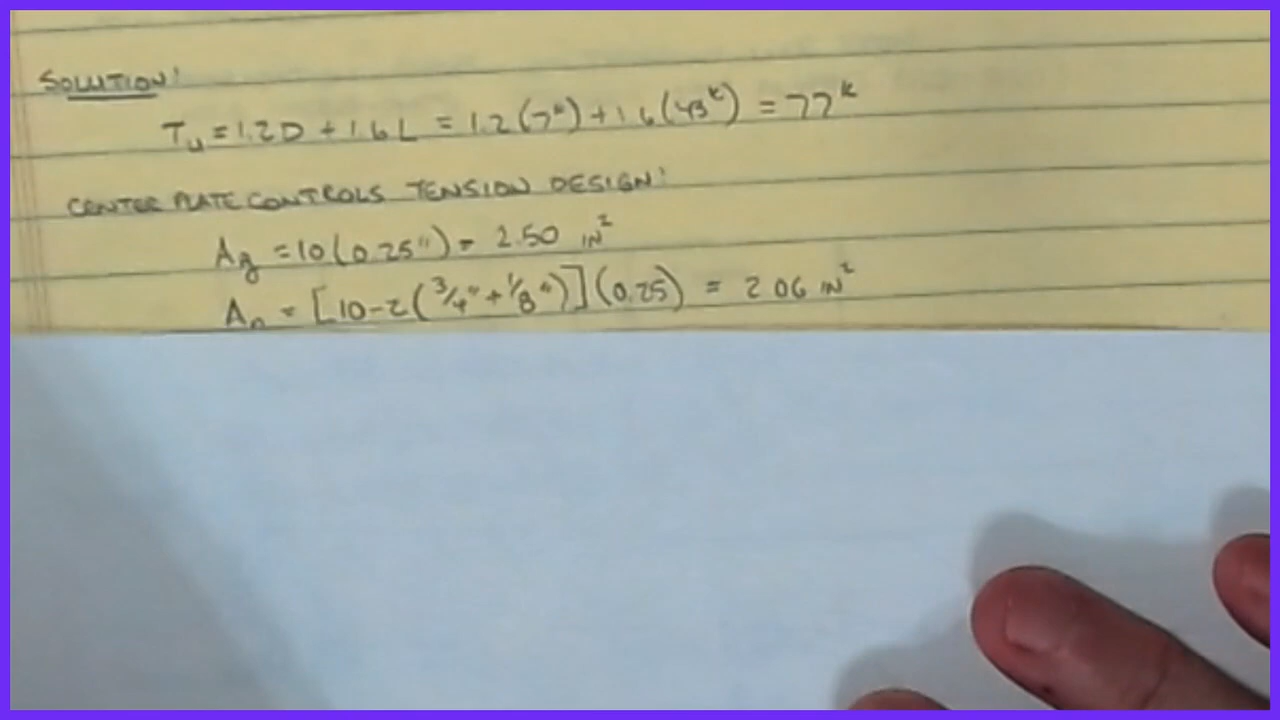 SOLUTION:
Tu = 1.2D + 1.6L = 1.2(7ᵏ) + 1.6(43ᵏ) = 77ᵏ
CENTER PLATE CONTROLS TENSION DESIGN:
Ag = 10(0.25") = 2.50 IN²
An = [10-2(3/4" + 1/8")](0.25) = 2.06 IN²